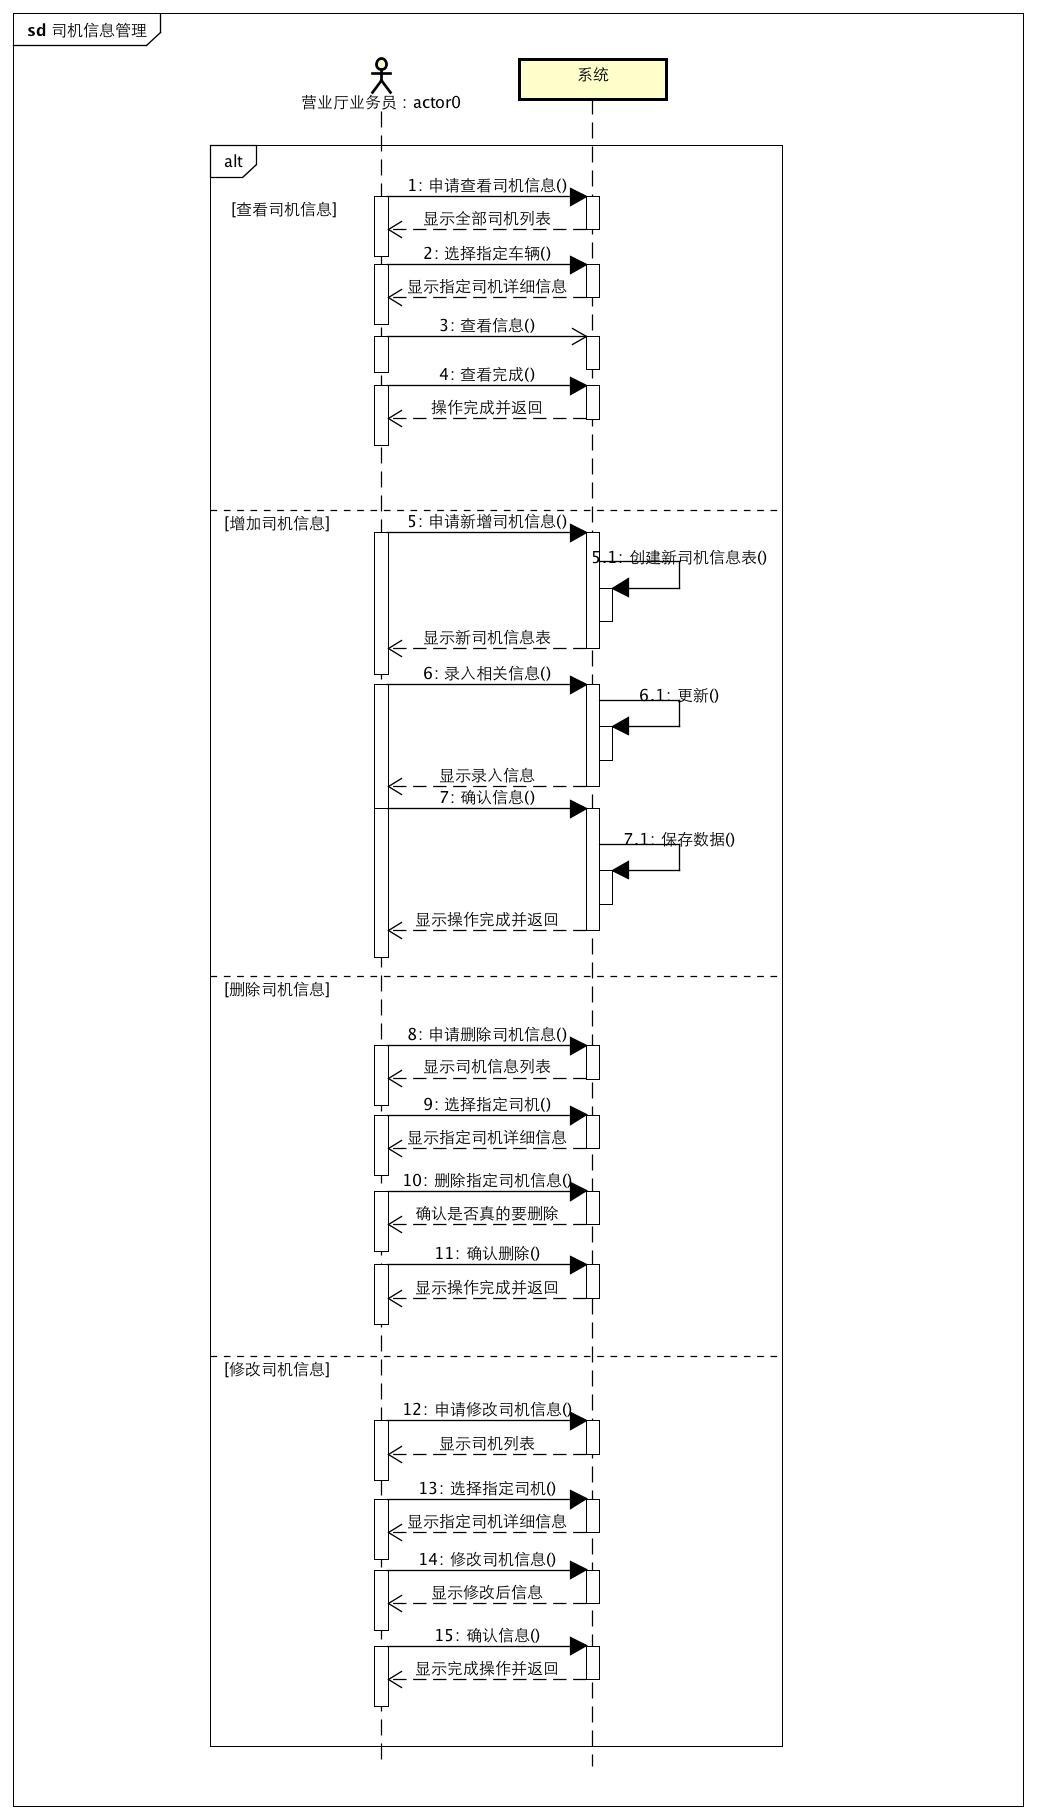 sd 司机信息管理
营业厅业务员 : actor0
系统
alt
[查看司机信息]
1: 申请查看司机信息()
显示全部司机列表
2: 选择指定车辆()
显示指定司机详细信息
3: 查看信息()
4: 查看完成()
操作完成并返回
[增加司机信息]
5: 申请新增司机信息()
5.1: 创建新司机信息表()
显示新司机信息表
6: 录入相关信息()
6.1: 更新()
显示录入信息
7: 确认信息()
7.1: 保存数据()
显示操作完成并返回
[删除司机信息]
8: 申请删除司机信息()
显示司机信息列表
9: 选择指定司机()
显示指定司机详细信息
10: 删除指定司机信息()
确认是否真的要删除
11: 确认删除()
显示操作完成并返回
[修改司机信息]
12: 申请修改司机信息()
显示司机列表
13: 选择指定司机()
显示指定司机详细信息
14: 修改司机信息()
显示修改后信息
15: 确认信息()
显示完成操作并返回